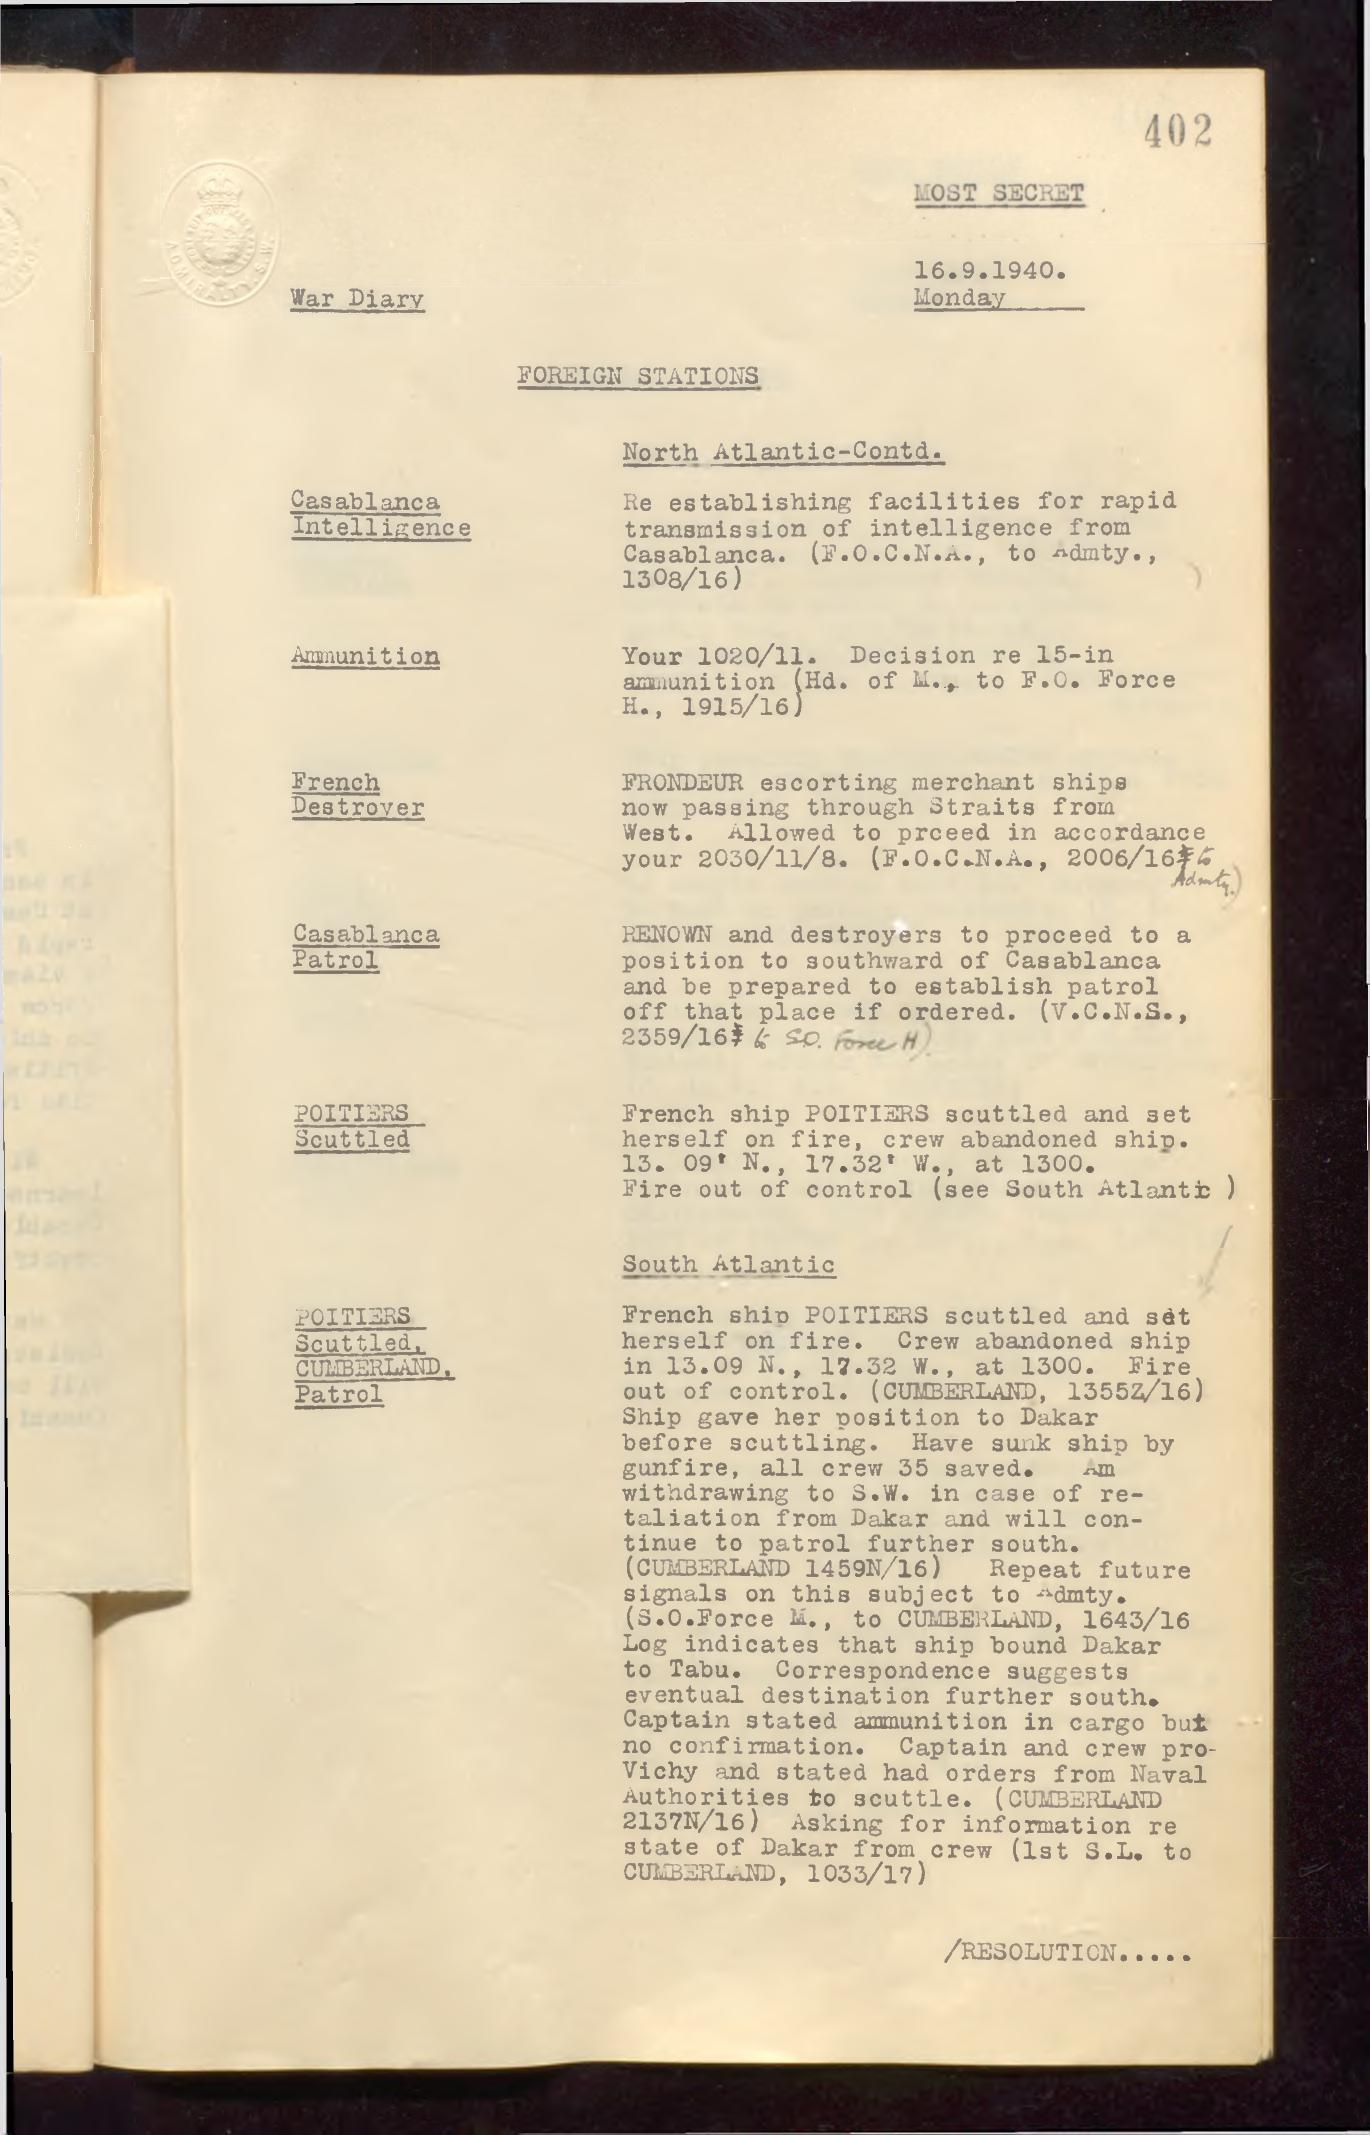 402
MOST SECRET
16.9.1940.
War Diary
Monday
FOREIGN STATIONS
North Atlantic-Contd.
Casablanca
Intelligence
Re establishing facilities for rapid
transmission of intelligence from
Casablanca. (F.O.C.N.A., to Admty.,
1308/16)
Ammunition
Your 1020/11. Decision re 15-in
ammunition (Hd. of M., to F.O. Force
H., 1915/16)
French
Destroyer
FRONDEUR escorting merchant ships
now passing through Straits from
West. Allowed to prceed in accordance
your 2030/11/8. (F.O.C.N.A., 2006/16 to
Admty.)
Casablanca
Patrol
RENOWN and destroyers to proceed to a
position to southward of Casablanca
and be prepared to establish patrol
off that place if ordered. (V.C.N.S.,
2359/16 to S.O. Force H)
POITIERS
Scuttled
French ship POITIERS scuttled and set
herself on fire, crew abandoned ship.
13. 09' N., 17.32' W., at 1300.
Fire out of control (see South Atlantic )
South Atlantic
POITIERS
Scuttled,
CUMBERLAND,
Patrol
French ship POITIERS scuttled and set
herself on fire. Crew abandoned ship
in 13.09 N., 17.32 W., at 1300. Fire
out of control. (CUMBERLAND, 1355Z/16)
Ship gave her position to Dakar
before scuttling. Have sunk ship by
gunfire, all crew 35 saved. Am
withdrawing to S.W. in case of re-
taliation from Dakar and will con-
tinue to patrol further south.
(CUMBERLAND 1459N/16) Repeat future
signals on this subject to Admty.
(S.O.Force M., to CUMBERLAND, 1643/16
Log indicates that ship bound Dakar
to Tabu. Correspondence suggests
eventual destination further south.
Captain stated ammunition in cargo but
no confirmation. Captain and crew pro-
Vichy and stated had orders from Naval
Authorities to scuttle. (CUMBERLAND
2137N/16) Asking for information re
state of Dakar from crew (1st S.L. to
CUMBERLAND, 1033/17)
/RESOLUTION.....